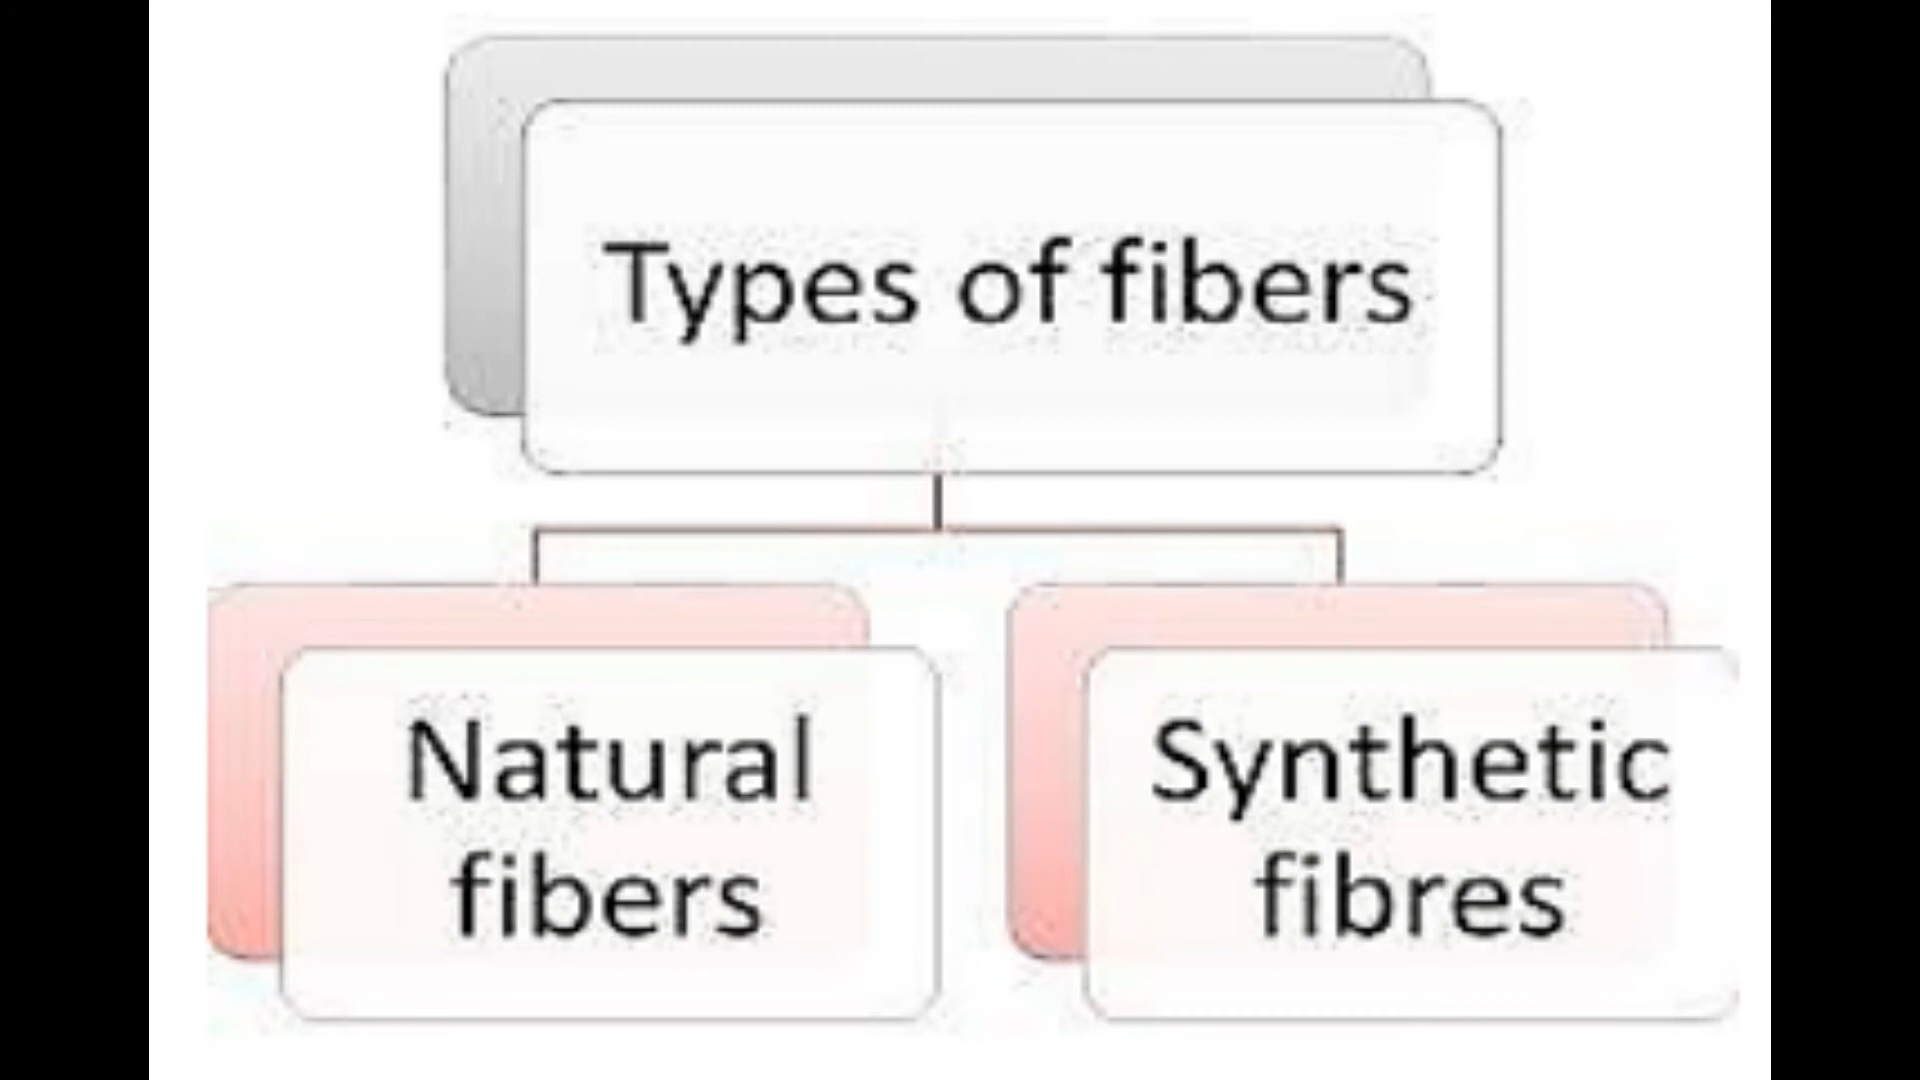 Types of fibers
Natural
fibers
Synthetic
fibres